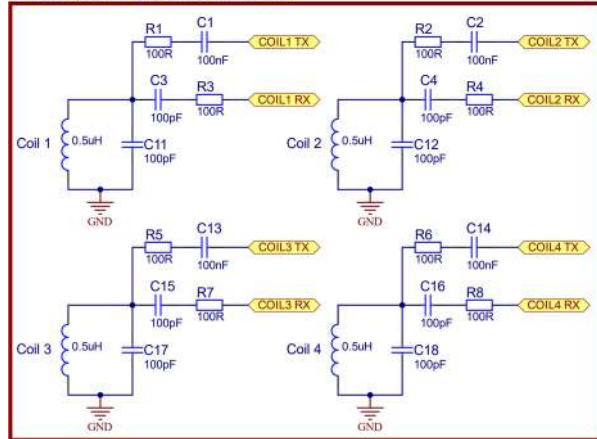 R1
100R
C1
100nF
COIL1 TX
C3
100pF
R3
100R
COIL1 RX
Coil 1
0.5uH
C11
100pF
GND
R2
100R
C2
100nF
COIL2 TX
C4
100pF
R4
100R
COIL2 RX
Coil 2
0.5uH
C12
100pF
GND
R5
100R
C13
100nF
COIL3 TX
C15
100pF
R7
100R
COIL3 RX
Coil 3
0.5uH
C17
100pF
GND
R6
100R
C14
100nF
COIL4 TX
C16
100pF
R8
100R
COIL4 RX
Coil 4
0.5uH
C18
100pF
GND